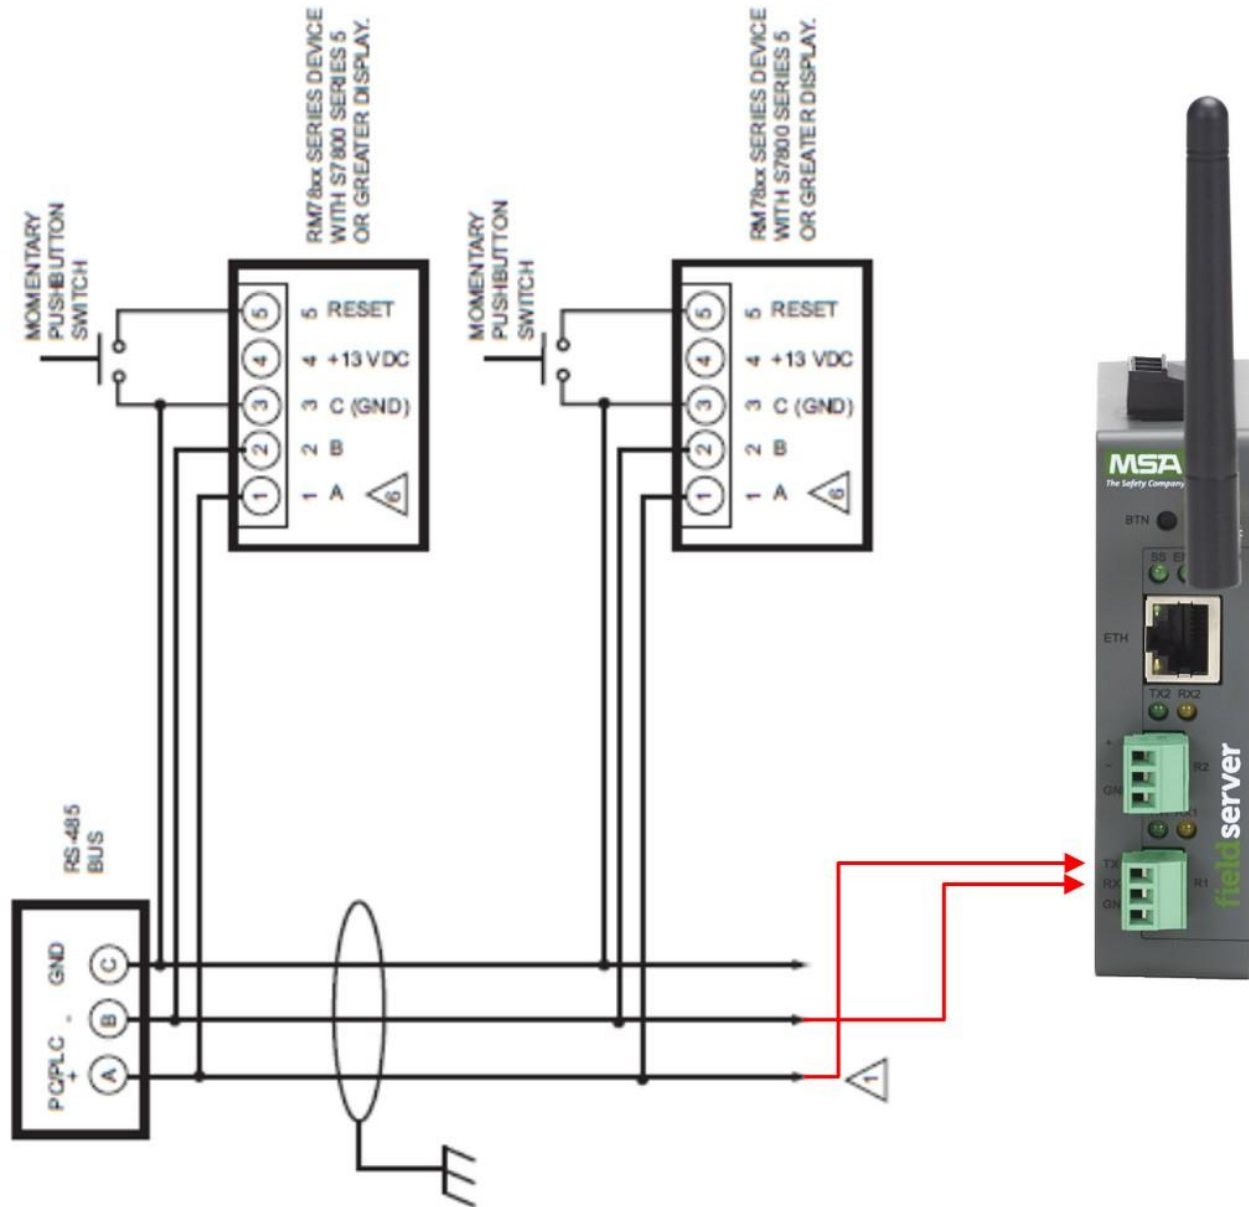 MOMENTARY
PUSHBUTTON
SWITCH
RM78xx SERIES DEVICE
WITH S7800 SERIES 5
OR GREATER DISPLAY.
5 5 RESET
4 4 +13 VDC
3 3 C (GND)
2 2 B
1 1 A 6
MOMENTARY
PUSHBUTTON
SWITCH
RM78xx SERIES DEVICE
WITH S7800 SERIES 5
OR GREATER DISPLAY.
5 5 RESET
4 4 +13 VDC
3 3 C (GND)
2 2 B
1 1 A 6
RS-485
BUS
GND C
- B
PC/PLC
+ A
1
MSA
The Safety Company
BTN
SS
ETH
TX2 RX2
+
-
GN
R2
TX
RX
GN
R1
fieldserver